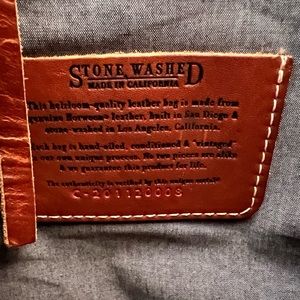 STONE WASHED
MADE IN CALIFORNIA
This heirloom-quality leather bag is made from
genuine Horween leather, built in San Diego &
stone-washed in Los Angeles, California.
Each bag is hand-oiled, conditioned & "vintaged"
in our own unique process. No two pieces are alike
& we guarantee this product for life.
The authenticity is verified by this unique serial#